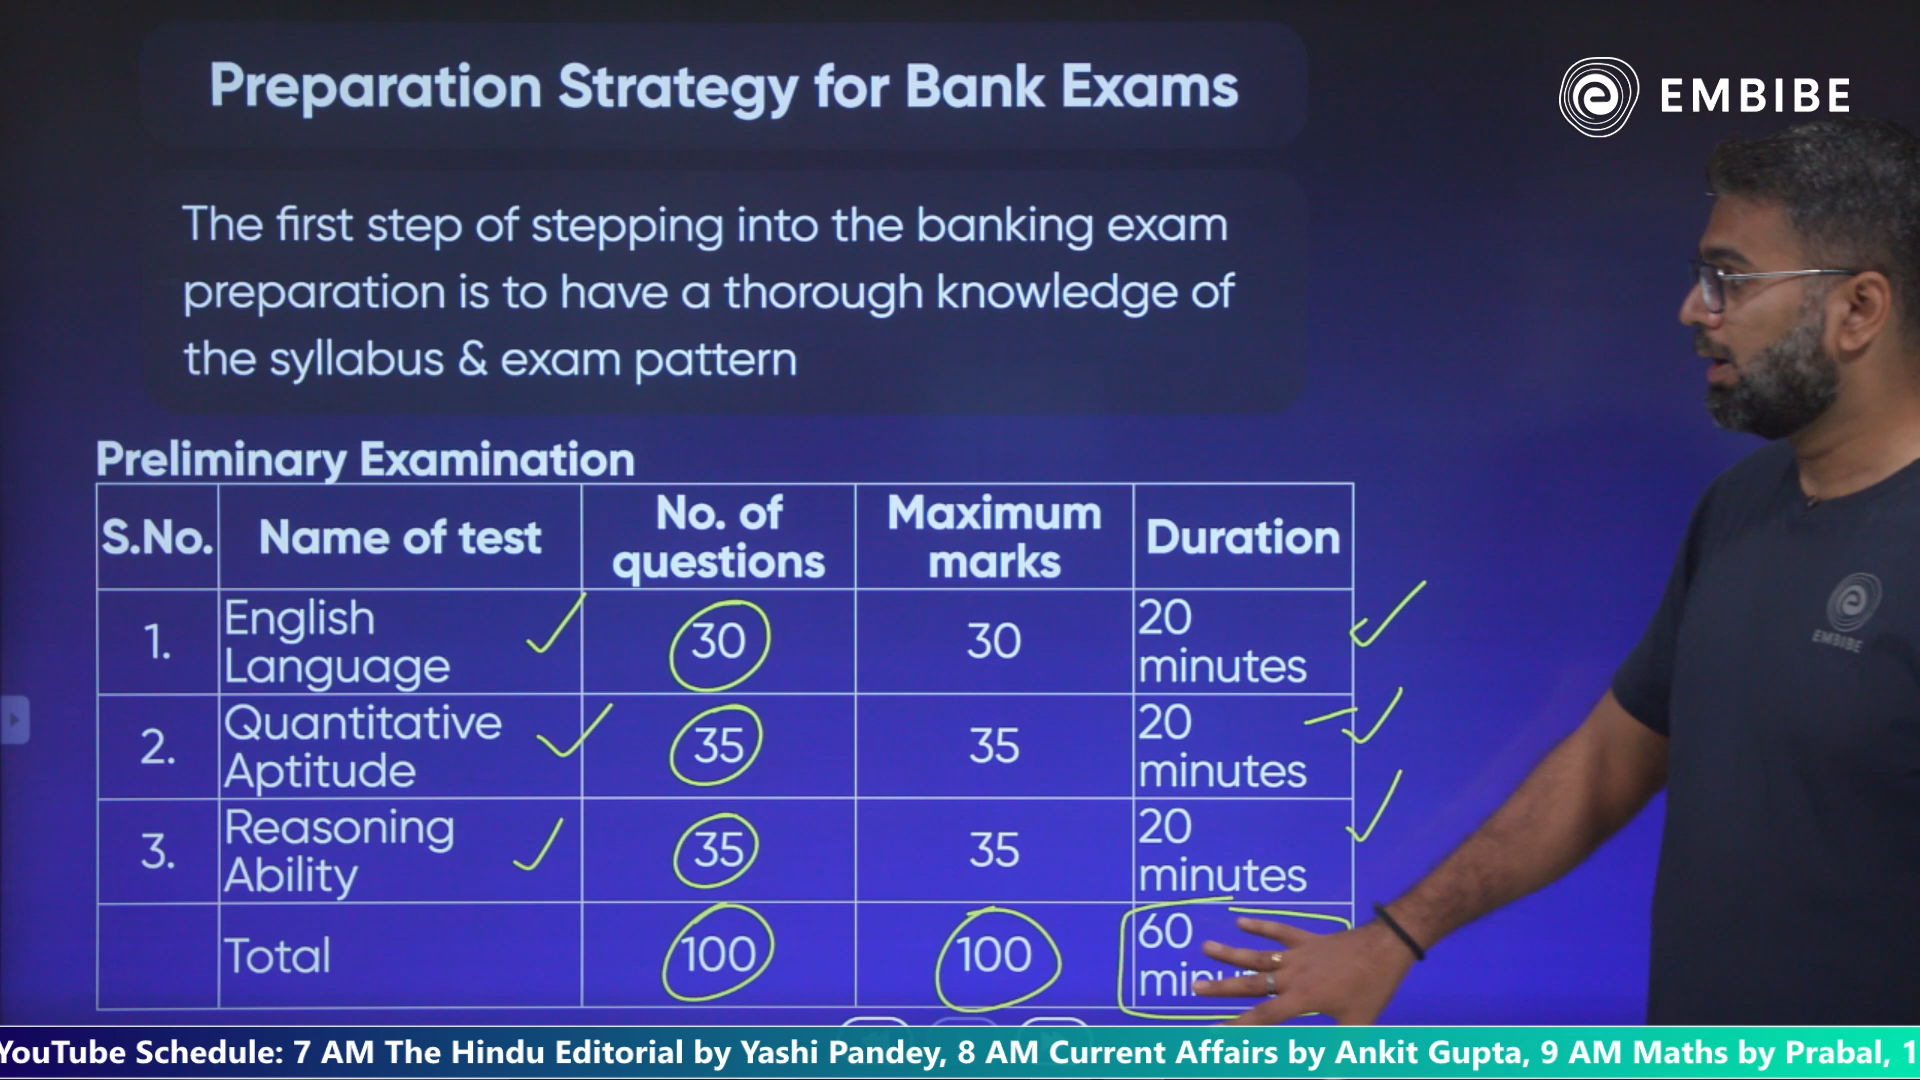 Preparation Strategy for Bank Exams
EMBIBE
The first step of stepping into the banking exam
preparation is to have a thorough knowledge of
the syllabus & exam pattern
Preliminary Examination
S.No. Name of test No. of questions Maximum marks Duration
1. English Language 30 30 20 minutes
2. Quantitative Aptitude 35 35 20 minutes
3. Reasoning Ability 35 35 20 minutes
Total 100 100 60
EMBIBE
YouTube Schedule: 7 AM The Hindu Editorial by Yashi Pandey, 8 AM Current Affairs by Ankit Gupta, 9 AM Maths by Prabal, 1